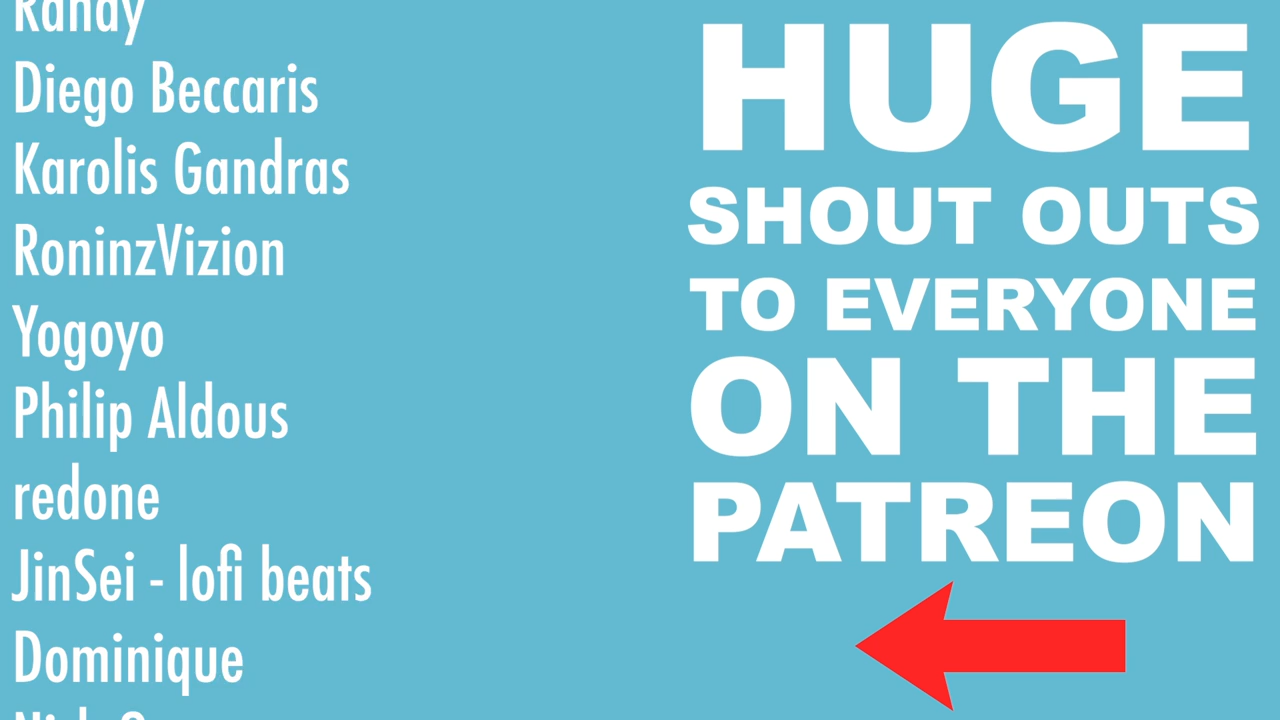 Randy
Diego Beccaris
Karolis Gandras
RoninzVizion
Yogoyo
Philip Aldous
redone
JinSei - lofi beats
Dominique
HUGE
SHOUT OUTS
TO EVERYONE
ON THE
PATREON